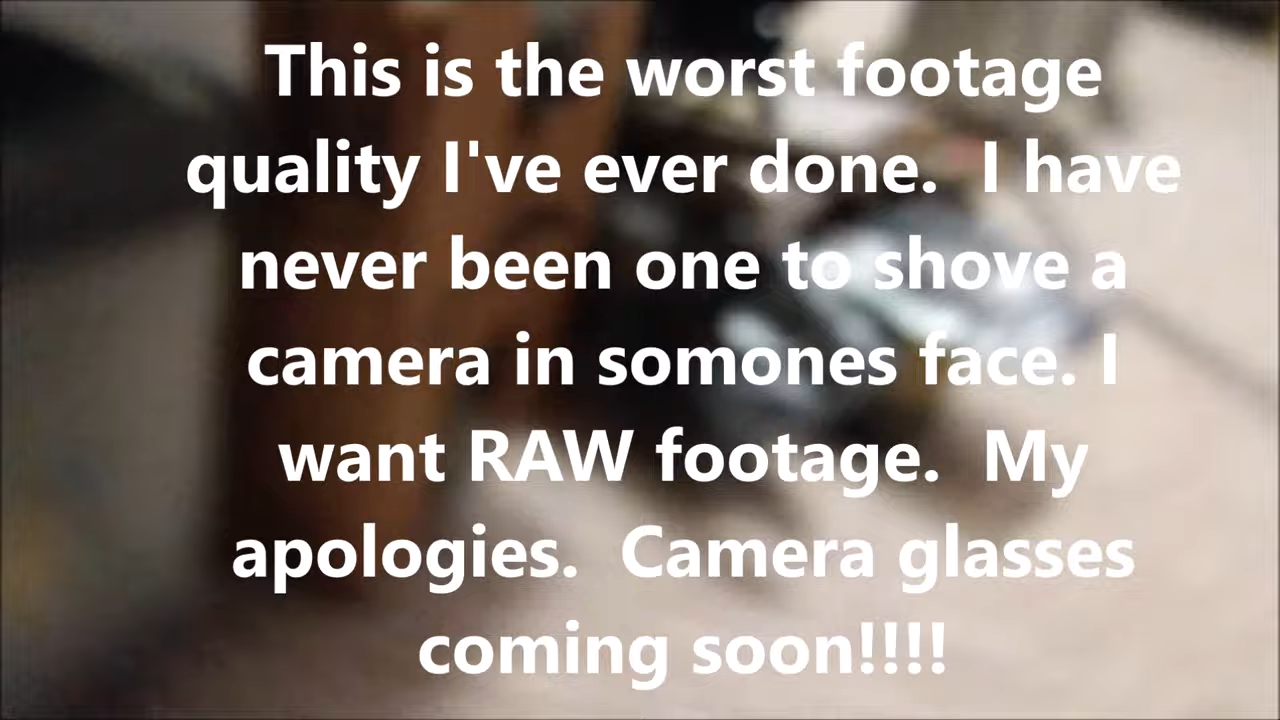 This is the worst footage
quality I've ever done.  I have
never been one to shove a
camera in somones face. I
want RAW footage.  My
apologies.  Camera glasses
coming soon!!!!